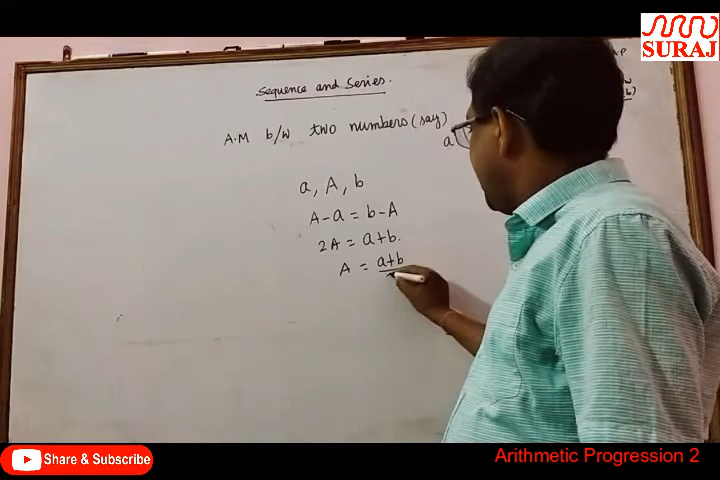 SURAJ
Sequence and Series.
A.M b/w two numbers (say)
a
a, A, b
A-a = b-A
2A = a+b.
A = a+b
Share & Subscribe
Arithmetic Progression 2